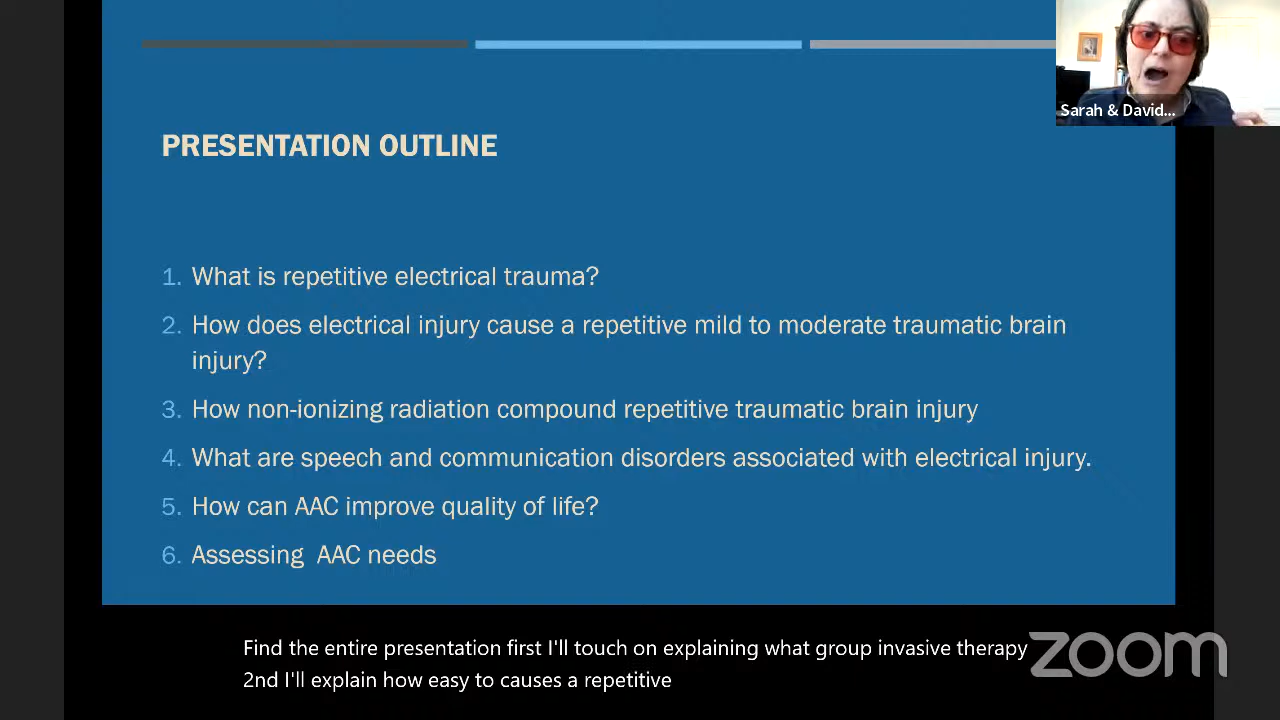 Sarah & David...
PRESENTATION OUTLINE
1. What is repetitive electrical trauma?
2. How does electrical injury cause a repetitive mild to moderate traumatic brain
injury?
3. How non-ionizing radiation compound repetitive traumatic brain injury
4. What are speech and communication disorders associated with electrical injury.
5. How can AAC improve quality of life?
6. Assessing  AAC needs
Find the entire presentation first I'll touch on explaining what group invasive therapy
2nd I'll explain how easy to causes a repetitive
zoom